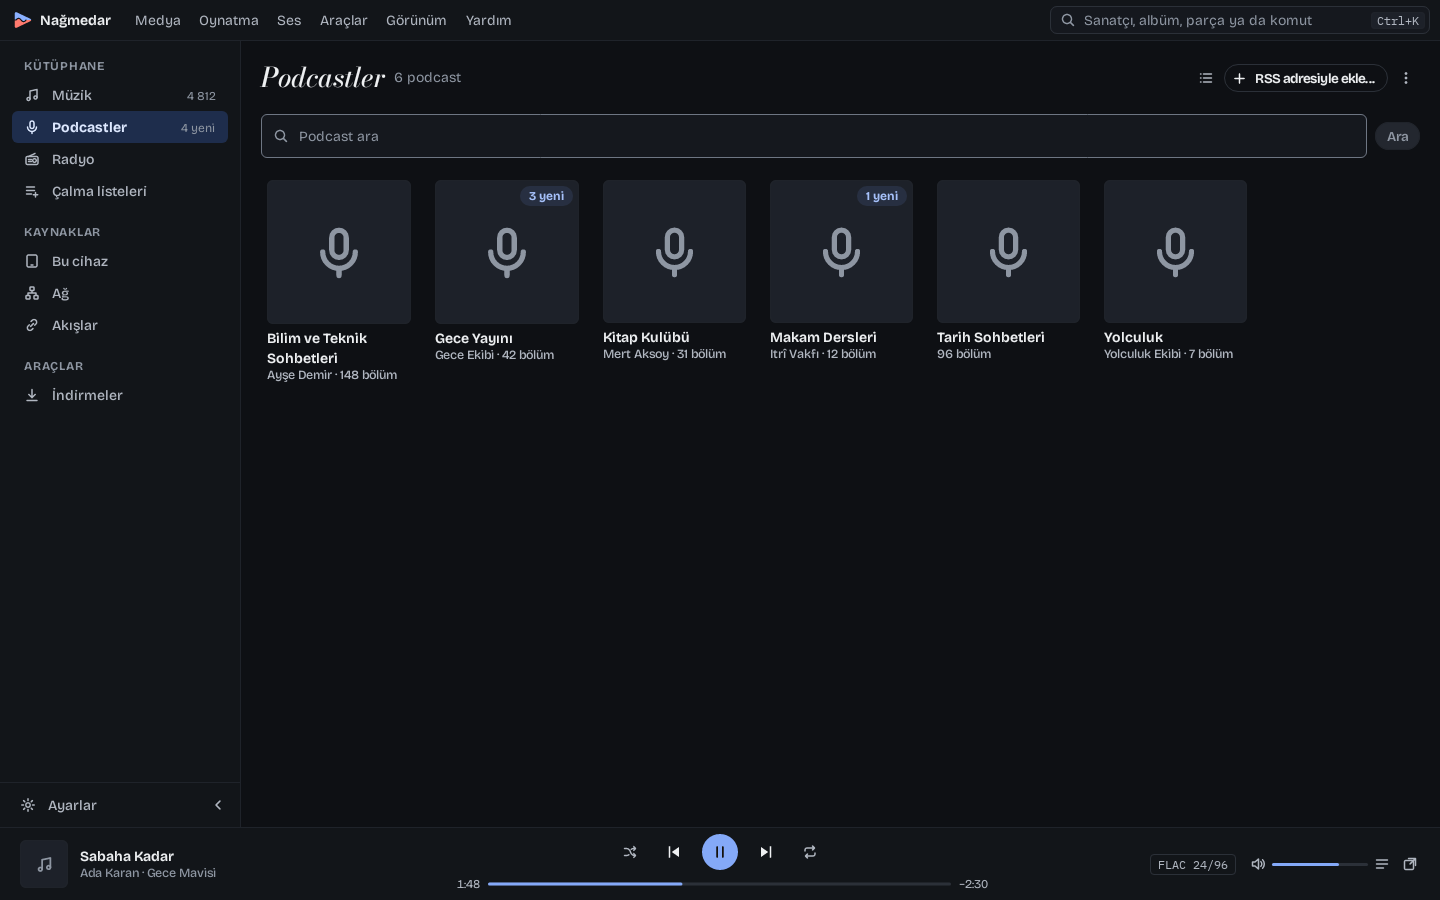 Nağmedar
Medya Oynatma Ses Araçlar Görünüm Yardım
Sanatçı, albüm, parça ya da komut Ctrl+K
KÜTÜPHANE
Müzik 4 812
Podcastler 4 yeni
Radyo
Çalma listeleri
KAYNAKLAR
Bu cihaz
Ağ
Akışlar
ARAÇLAR
İndirmeler
Ayarlar
Podcastler 6 podcast
RSS adresiyle ekle...
Podcast ara
Ara
Bilim ve Teknik
Sohbetleri
Ayşe Demir · 148 bölüm
3 yeni
Gece Yayını
Gece Ekibi · 42 bölüm
Kitap Kulübü
Mert Aksoy · 31 bölüm
1 yeni
Makam Dersleri
Itrî Vakfı · 12 bölüm
Tarih Sohbetleri
96 bölüm
Yolculuk
Yolculuk Ekibi · 7 bölüm
Sabaha Kadar
Ada Karan · Gece Mavisi
1:48
−2:30
FLAC 24/96